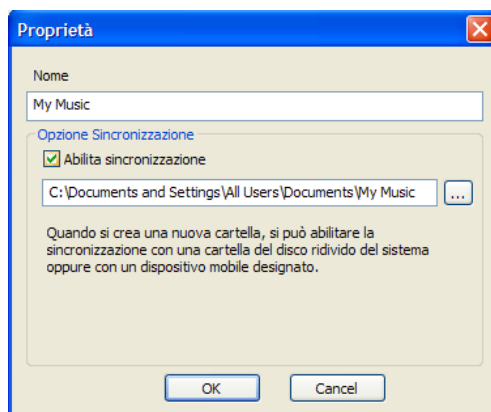 Proprietà
Nome
My Music
Opzione Sincronizzazione
Abilita sincronizzazione
C:\Documents and Settings\All Users\Documents\My Music
...
Quando si crea una nuova cartella, si può abilitare la
sincronizzazione con una cartella del disco ridivido del sistema
oppure con un dispositivo mobile designato.
OK
Cancel